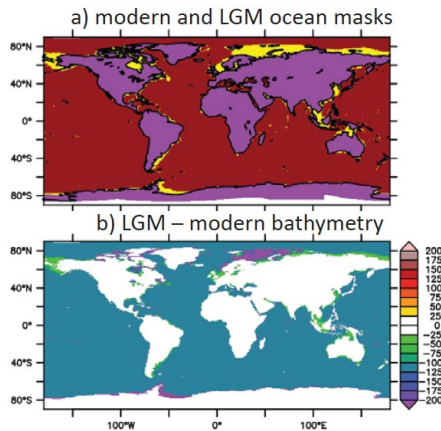 a) modern and LGM ocean masks
80°N
40°N
0°
40°S
80°S
b) LGM – modern bathymetry
80°N
40°N
0°
40°S
80°S
100°W
0°
100°E
200
175
150
125
100
75
50
25
-25
-50
-75
-100
-125
-150
-175
-200